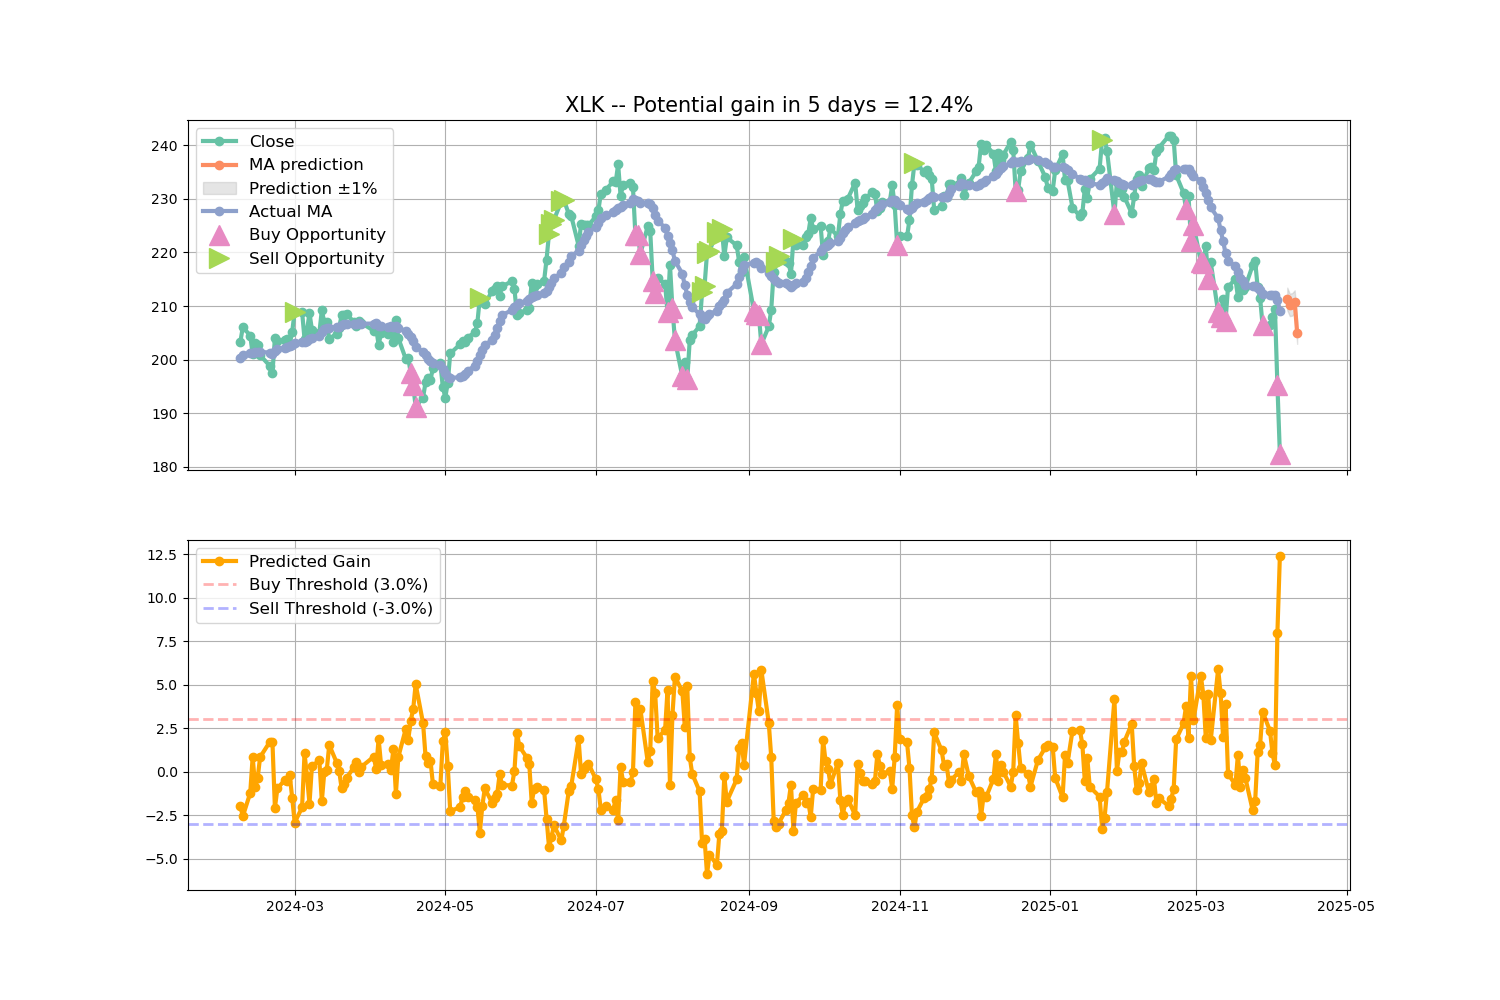 XLK -- Potential gain in 5 days = 12.4%
Close
MA prediction
Prediction ±1%
Actual MA
Buy Opportunity
Sell Opportunity
240
230
220
210
200
190
180
Predicted Gain
Buy Threshold (3.0%)
Sell Threshold (-3.0%)
12.5
10.0
7.5
5.0
2.5
0.0
−2.5
−5.0
2024-03
2024-05
2024-07
2024-09
2024-11
2025-01
2025-03
2025-05